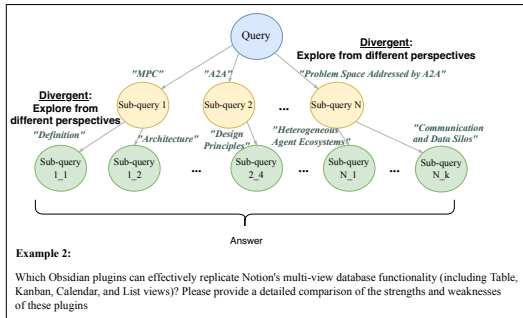 Query
Divergent:
Explore from different perspectives
"MPC"
"A2A"
"Problem Space Addressed by A2A"
Divergent:
Explore from
different perspectives
Sub-query 1
Sub-query 2
...
Sub-query N
"Definition"
"Architecture"
"Design
Principles"
"Heterogeneous
Agent Ecosystems"
"Communication
and Data Silos"
Sub-query
1_1
Sub-query
1_2
...
Sub-query
2_4
...
Sub-query
N_1
...
Sub-query
N_k
Answer
Example 2:
Which Obsidian plugins can effectively replicate Notion's multi-view database functionality (including Table,
Kanban, Calendar, and List views)? Please provide a detailed comparison of the strengths and weaknesses
of these plugins